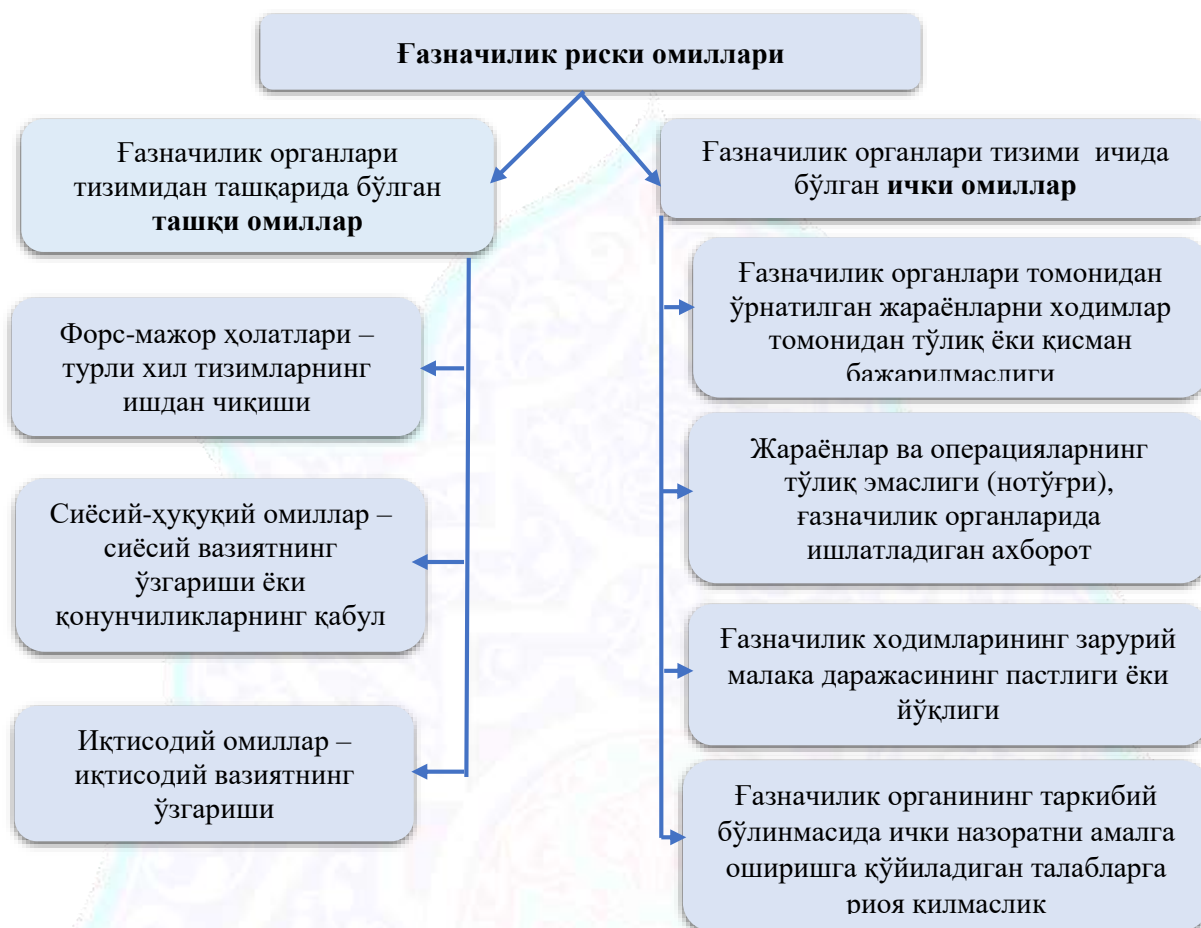 Ғазначилик риски омиллари
Ғазначилик органлари
тизимидан ташқарида бўлган
ташқи омиллар
Форс-мажор ҳолатлари –
турли хил тизимларнинг
ишдан чиқиши
Сиёсий-ҳуқуқий омиллар –
сиёсий вазиятнинг
ўзгариши ёки
қонунчиликларнинг қабул
Иқтисодий омиллар –
иқтисодий вазиятнинг
ўзгариши
Ғазначилик органлари тизими ичида
бўлган ички омиллар
Ғазначилик органлари томонидан
ўрнатилган жараёнларни ходимлар
томонидан тўлиқ ёки қисман
бажарилмаслиги
Жараёнлар ва операцияларнинг
тўлиқ эмаслиги (нотўғри),
ғазначилик органларида
ишлатладиган ахборот
Ғазначилик ходимларининг зарурий
малака даражасининг пастлиги ёки
йўқлиги
Ғазначилик органининг таркибий
бўлинмасида ички назоратни амалга
оширишга қўйиладиган талабларга
риоя қилмаслик